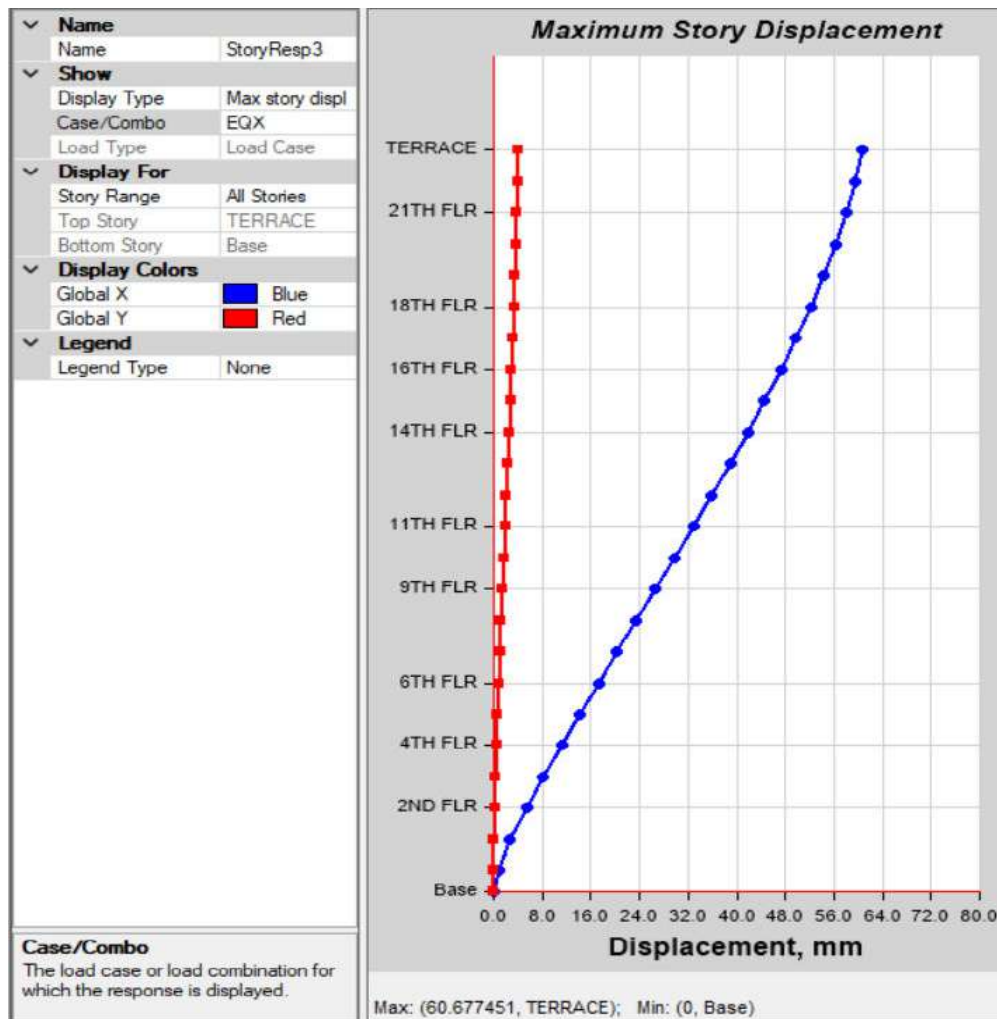 Name
Name StoryResp3
Show
Display Type Max story displ
Case/Combo EQX
Load Type Load Case
Display For
Story Range All Stories
Top Story TERRACE
Bottom Story Base
Display Colors
Global X Blue
Global Y Red
Legend
Legend Type None
Case/Combo
The load case or load combination for
which the response is displayed.
Maximum Story Displacement
TERRACE
21TH FLR
18TH FLR
16TH FLR
14TH FLR
11TH FLR
9TH FLR
6TH FLR
4TH FLR
2ND FLR
Base
0.0 8.0 16.0 24.0 32.0 40.0 48.0 56.0 64.0 72.0 80.0
Displacement, mm
Max: (60.677451, TERRACE); Min: (0, Base)